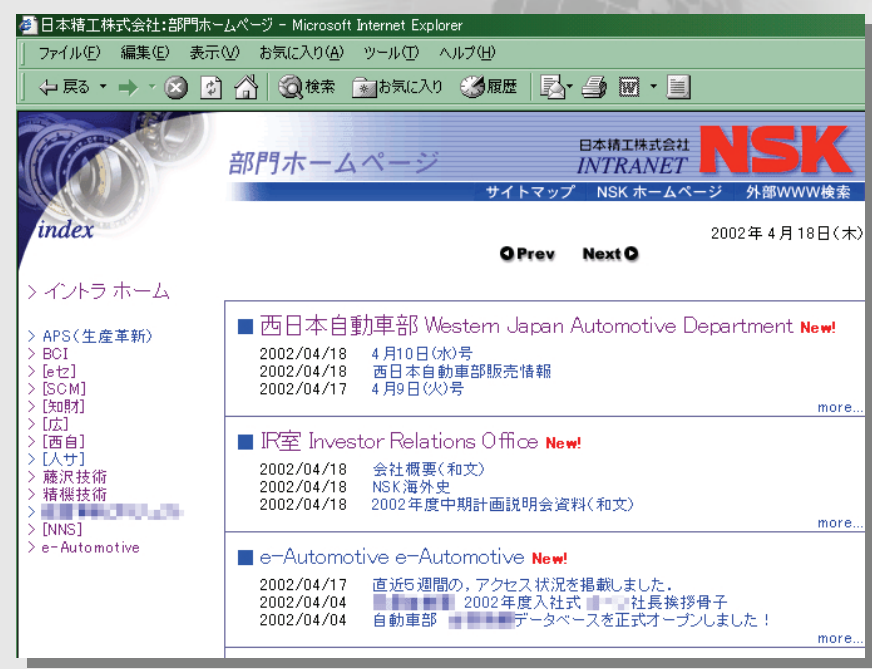 日本精工株式会社:部門ホームページ - Microsoft Internet Explorer
ファイル(F) 編集(E) 表示(V) お気に入り(A) ツール(T) ヘルプ(H)
戻る 検索 お気に入り 履歴
部門ホームページ
日本精工株式会社
INTRANET
NSK
サイトマップ NSK ホームページ 外部WWW検索
index
2002年 4 月 18日(木)
Prev Next
> イントラ ホーム
> APS(生産革新)
> BCI
> [eセ]
> [SCM]
> [知財]
> [広]
> [西自]
> [人サ]
> 藤沢技術
> 精機技術
> [NNS]
> e-Automotive
西日本自動車部 Western Japan Automotive Department New!
2002/04/18 4 月10日(水)号
2002/04/18 西日本自動車部販売情報
2002/04/17 4 月9日(火)号
more...
IR室 Investor Relations Office New!
2002/04/18 会社概要(和文)
2002/04/18 NSK海外史
2002/04/18 2002年度中期計画説明会資料(和文)
more...
e-Automotive e-Automotive New!
2002/04/17 直近5週間の,アクセス状況を掲載しました.
2002/04/04 2002年度入社式 社長挨拶骨子
2002/04/04 自動車部 データベースを正式オープンしました!
more...